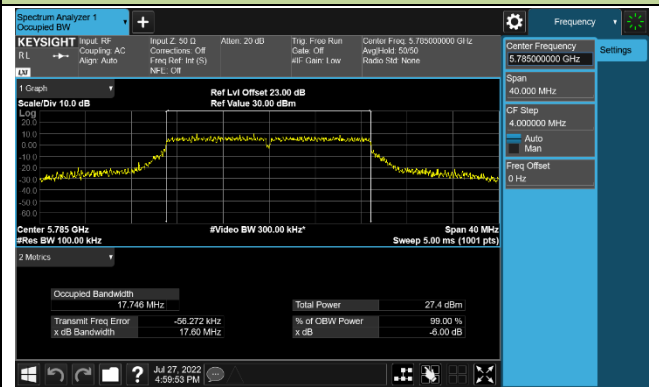 Spectrum Analyzer 1
Occupied BW
Frequency
KEYSIGHT
RL
LXI
Input: RF
Coupling: AC
Align: Auto
Input Z: 50 Ω
Corrections: Off
Freq Ref: Int (S)
NFE: Off
Atten: 20 dB
Trig: Free Run
Gate: Off
#IF Gain: Low
Center Freq: 5.785000000 GHz
Avg|Hold: 50/50
Radio Std: None
Center Frequency
5.785000000 GHz
Settings
Span
40.000 MHz
CF Step
4.000000 MHz
Auto
Man
Freq Offset
0 Hz
1 Graph
Scale/Div 10.0 dB
Ref Lvl Offset 23.00 dB
Ref Value 30.00 dBm
Log
20.0
10.0
0.00
-10.0
-20.0
-30.0
-40.0
-50.0
-60.0
Center 5.785 GHz
#Video BW 300.00 kHz*
Span 40 MHz
#Res BW 100.00 kHz
Sweep 5.00 ms (1001 pts)
2 Metrics
Occupied Bandwidth
17.746 MHz
Total Power
27.4 dBm
Transmit Freq Error
-56.272 kHz
% of OBW Power
99.00 %
x dB Bandwidth
17.60 MHz
x dB
-6.00 dB
?
Jul 27, 2022
4:59:53 PM